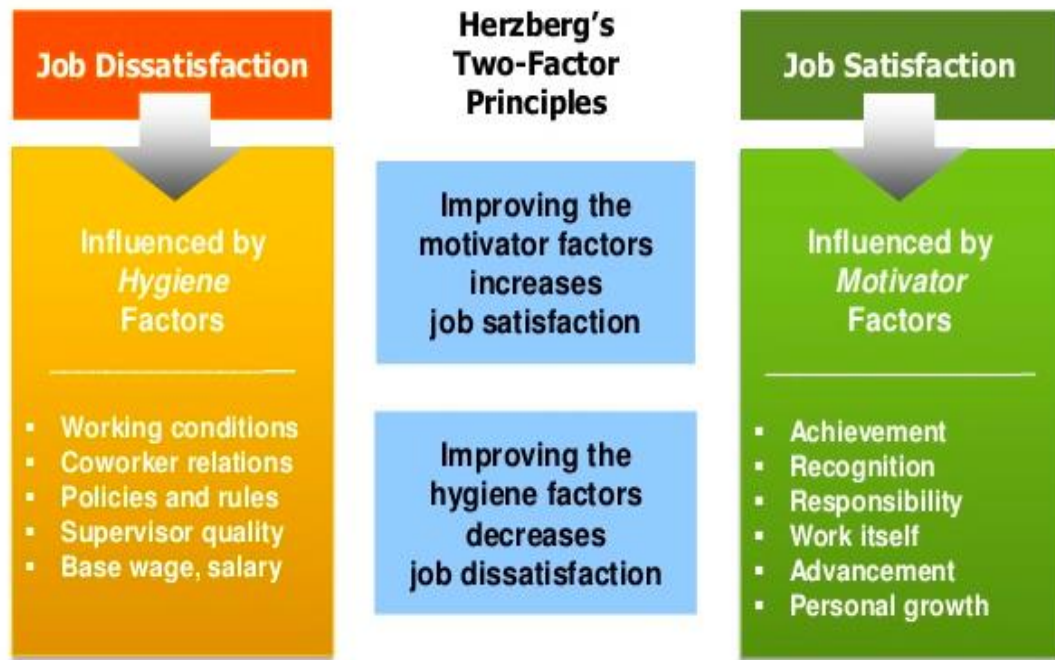 Job Dissatisfaction
Influenced by
Hygiene
Factors
▪ Working conditions
▪ Coworker relations
▪ Policies and rules
▪ Supervisor quality
▪ Base wage, salary
Herzberg's
Two-Factor
Principles
Improving the
motivator factors
increases
job satisfaction
Improving the
hygiene factors
decreases
job dissatisfaction
Job Satisfaction
Influenced by
Motivator
Factors
▪ Achievement
▪ Recognition
▪ Responsibility
▪ Work itself
▪ Advancement
▪ Personal growth